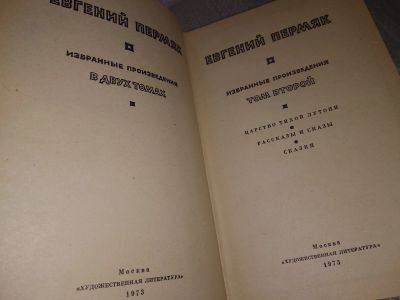 ЕВГЕНИЙ ПЕРМЯК
ИЗБРАННЫЕ ПРОИЗВЕДЕНИЯ
В ДВУХ ТОМАХ
Москва
«ХУДОЖЕСТВЕННАЯ ЛИТЕРАТУРА»
1973
ЕВГЕНИЙ ПЕРМЯК
ИЗБРАННЫЕ ПРОИЗВЕДЕНИЯ
ТОМ ВТОРОЙ
ЦАРСТВО ТИХОЙ ЛУТОНИ
РАССКАЗЫ И СКАЗЫ
СКАЗКИ
Москва
«ХУДОЖЕСТВЕННАЯ ЛИТЕРАТУРА»
1973